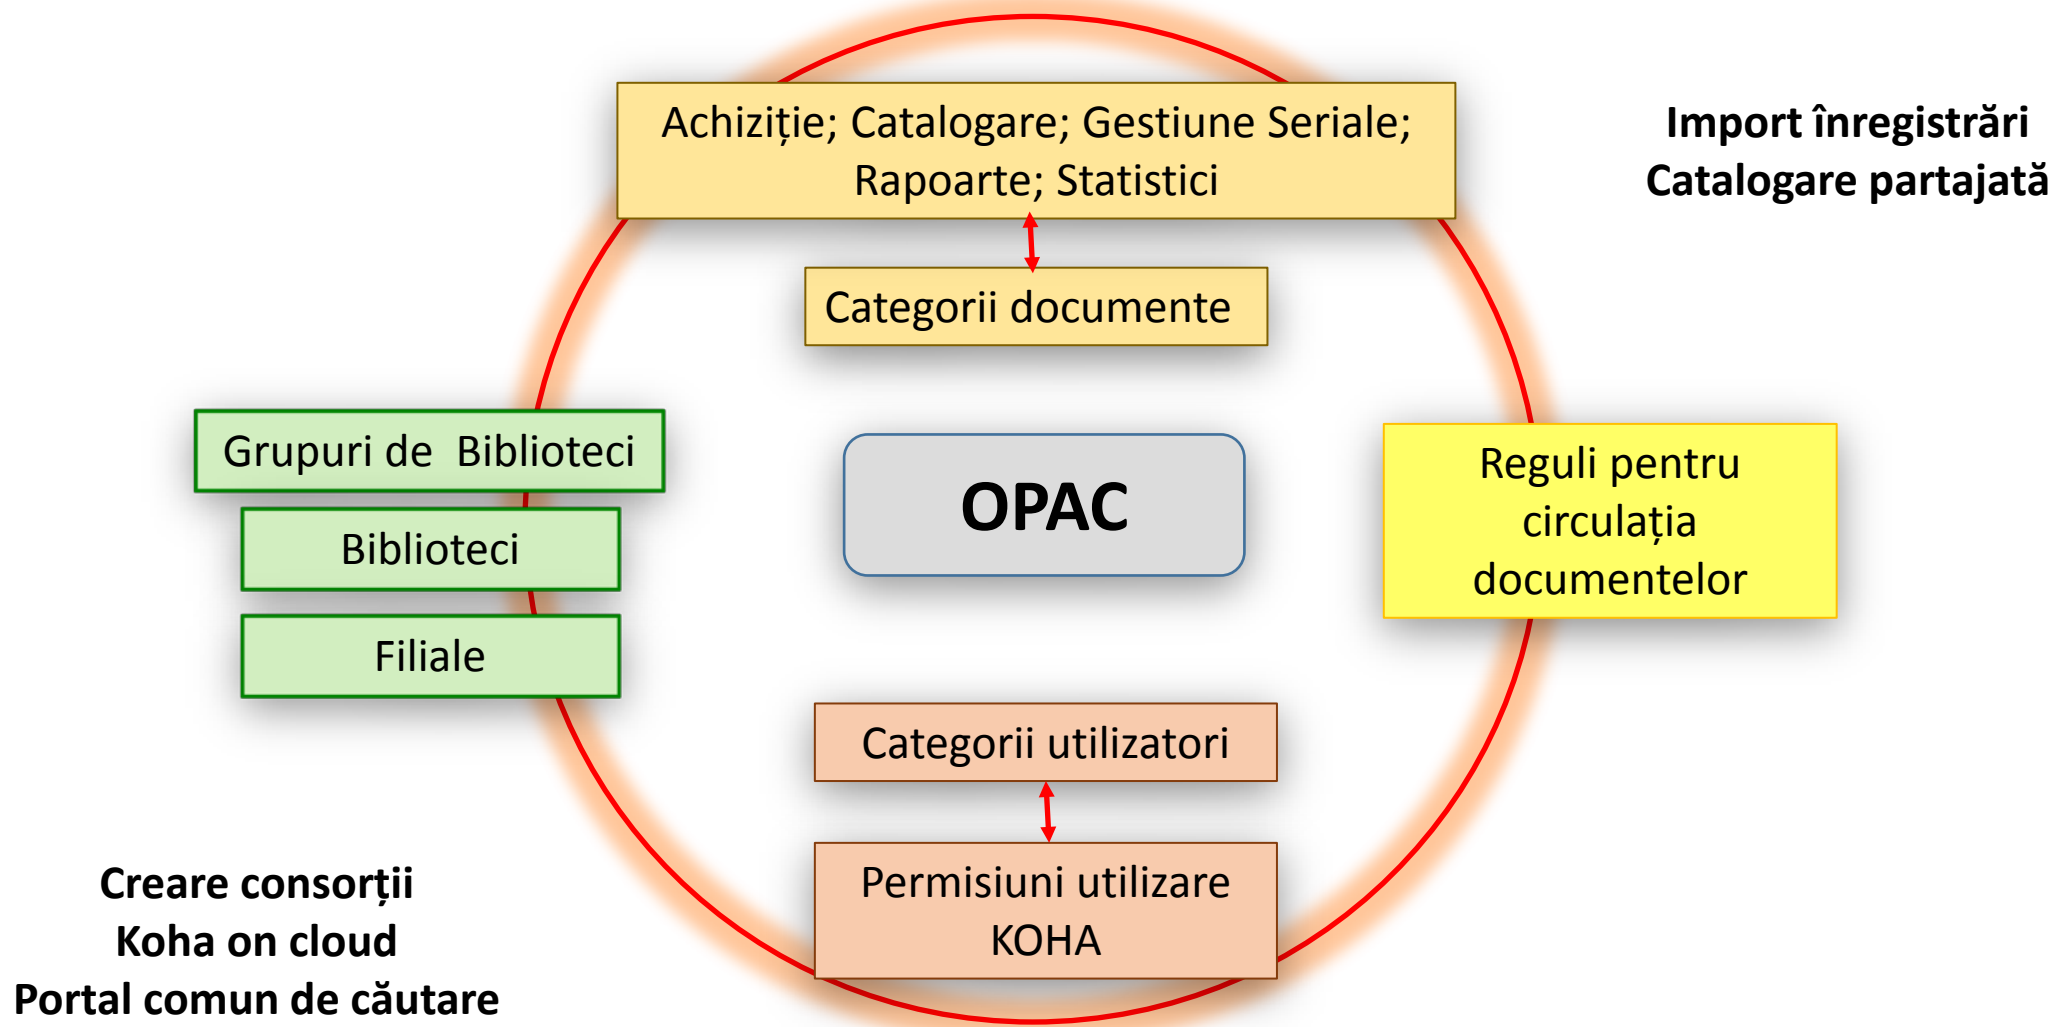 Achiziție; Catalogare; Gestiune Seriale;
Rapoarte; Statistici
Import înregistrări
Catalogare partajată
Categorii documente
Grupuri de  Biblioteci
Biblioteci
Filiale
OPAC
Reguli pentru
circulația
documentelor
Categorii utilizatori
Permisiuni utilizare
KOHA
Creare consorții
Koha on cloud
Portal comun de căutare